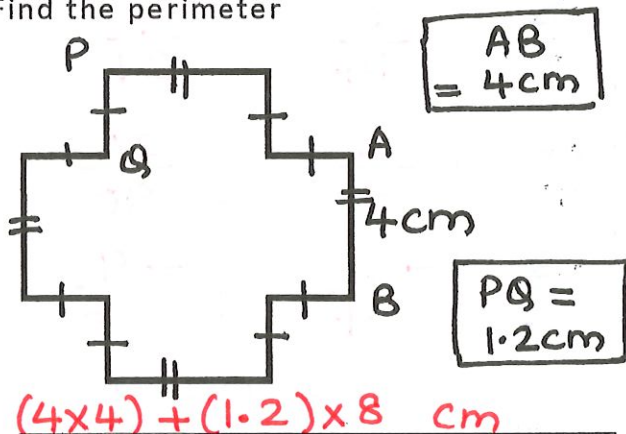 Find the perimeter
P
AB
= 4cm
Q
A
4cm
B
PQ =
1.2cm
(4x4) + (1.2) x 8 cm